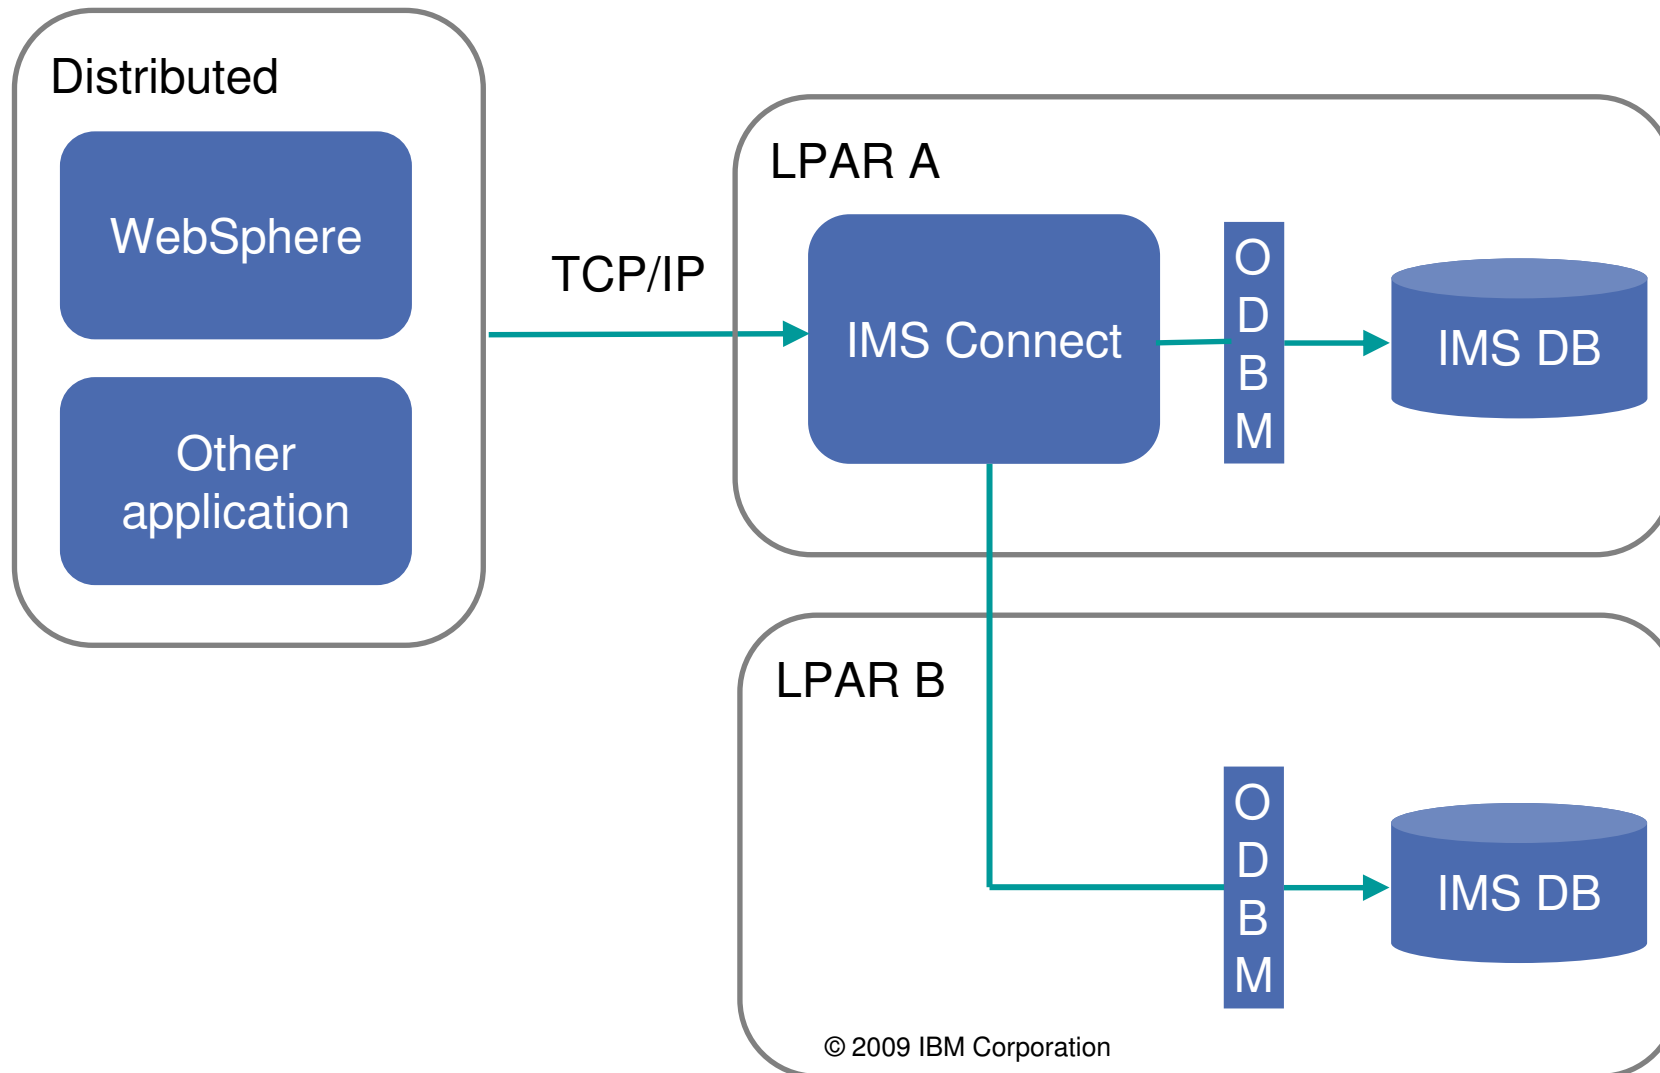 Distributed
WebSphere
Other
application
TCP/IP
LPAR A
IMS Connect
O
D
B
M
IMS DB
LPAR B
O
D
B
M
IMS DB
© 2009 IBM Corporation